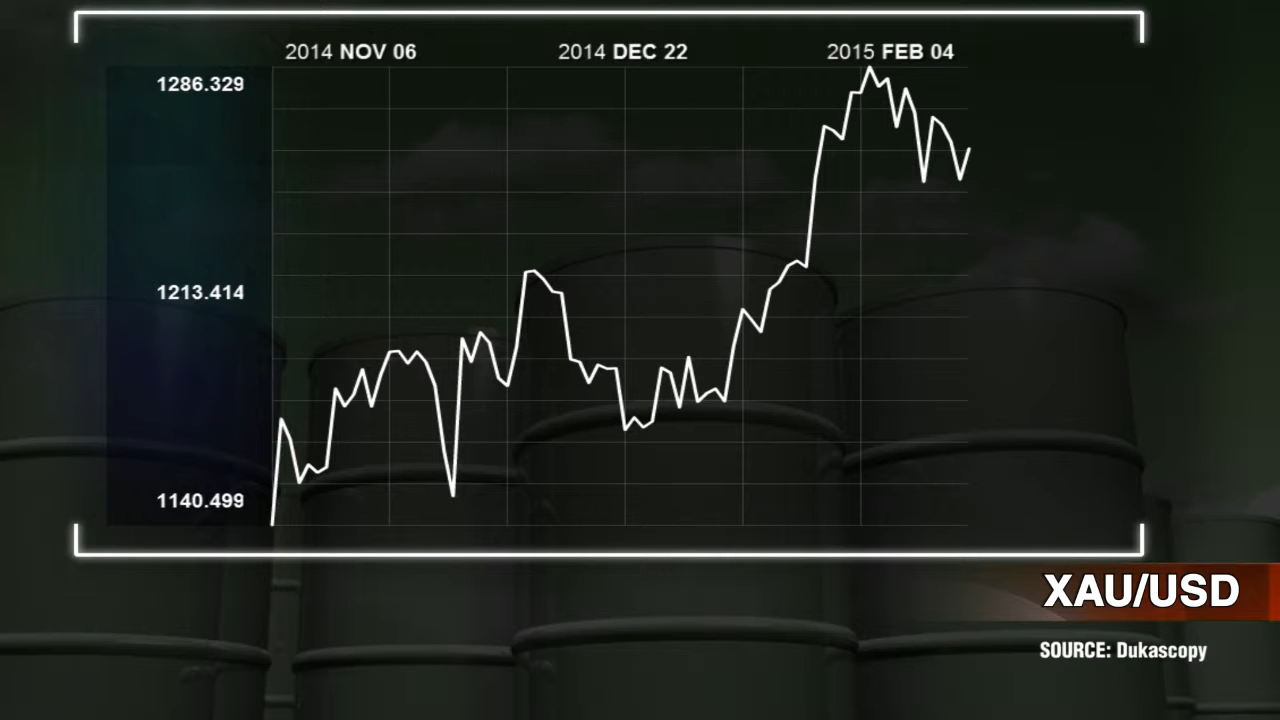 2014 NOV 06
2014 DEC 22
2015 FEB 04
1286.329
1213.414
1140.499
XAU/USD
SOURCE: Dukascopy